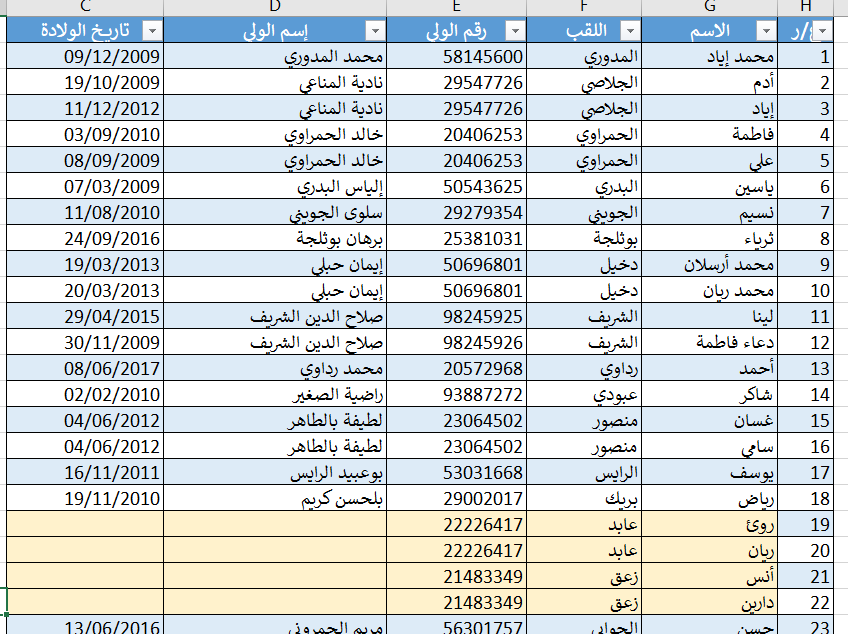 H G F E D C
ع/ر الاسم اللقب رقم الولي إسم الولي تاريخ الولادة
1 محمد إياد المدوري 58145600 محمد المدوري 09/12/2009
2 أدم الجلاصي 29547726 نادية المناعي 19/10/2009
3 إياد الجلاصي 29547726 نادية المناعي 11/12/2012
4 فاطمة الحمراوي 20406253 خالد الحمراوي 03/09/2010
5 علي الحمراوي 20406253 خالد الحمراوي 08/09/2009
6 ياسين البدري 50543625 إلياس البدري 07/03/2009
7 نسيم الجويني 29279354 سلوى الجويني 11/08/2010
8 ثرياء بوثلجة 25381031 برهان بوثلجة 24/09/2016
9 محمد أرسلان دخيل 50696801 إيمان حبلي 19/03/2013
10 محمد ريان دخيل 50696801 إيمان حبلي 20/03/2013
11 لينا الشريف 98245925 صلاح الدين الشريف 29/04/2015
12 دعاء فاطمة الشريف 98245926 صلاح الدين الشريف 30/11/2009
13 أحمد رداوي 20572968 محمد رداوي 08/06/2017
14 شاكر عبودي 93887272 راضية الصغير 02/02/2010
15 غسان منصور 23064502 لطيفة بالطاهر 04/06/2012
16 سامي منصور 23064502 لطيفة بالطاهر 04/06/2012
17 يوسف الرايس 53031668 بوعبيد الرايس 16/11/2011
18 رياض بريك 29002017 بلحسن كريم 19/11/2010
19 روئ عابد 22226417
20 ريان عابد 22226417
21 أنس زعق 21483349
22 دارين زعق 21483349
23 حسن الجوابي 56301757 مريم الحمروني 13/06/2016